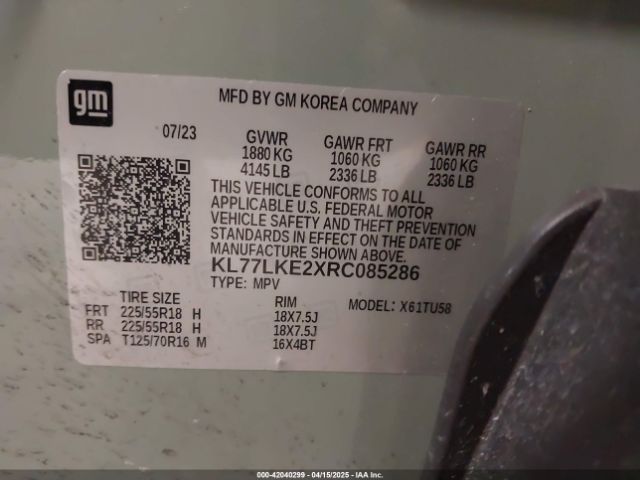 gm
MFD BY GM KOREA COMPANY
07/23
GVWR GAWR FRT GAWR RR
1880 KG 1060 KG 1060 KG
4145 LB 2336 LB 2336 LB
THIS VEHICLE CONFORMS TO ALL
APPLICABLE U.S. FEDERAL MOTOR
VEHICLE SAFETY AND THEFT PREVENTION
STANDARDS IN EFFECT ON THE DATE OF
MANUFACTURE SHOWN ABOVE.
KL77LKE2XRC085286
TYPE: MPV
TIRE SIZE RIM MODEL: X61TU58
FRT 225/55R18 H 18X7.5J
RR 225/55R18 H 18X7.5J
SPA T125/70R16 M 16X4BT
000-42040299 - 04/15/2025 - IAA Inc.